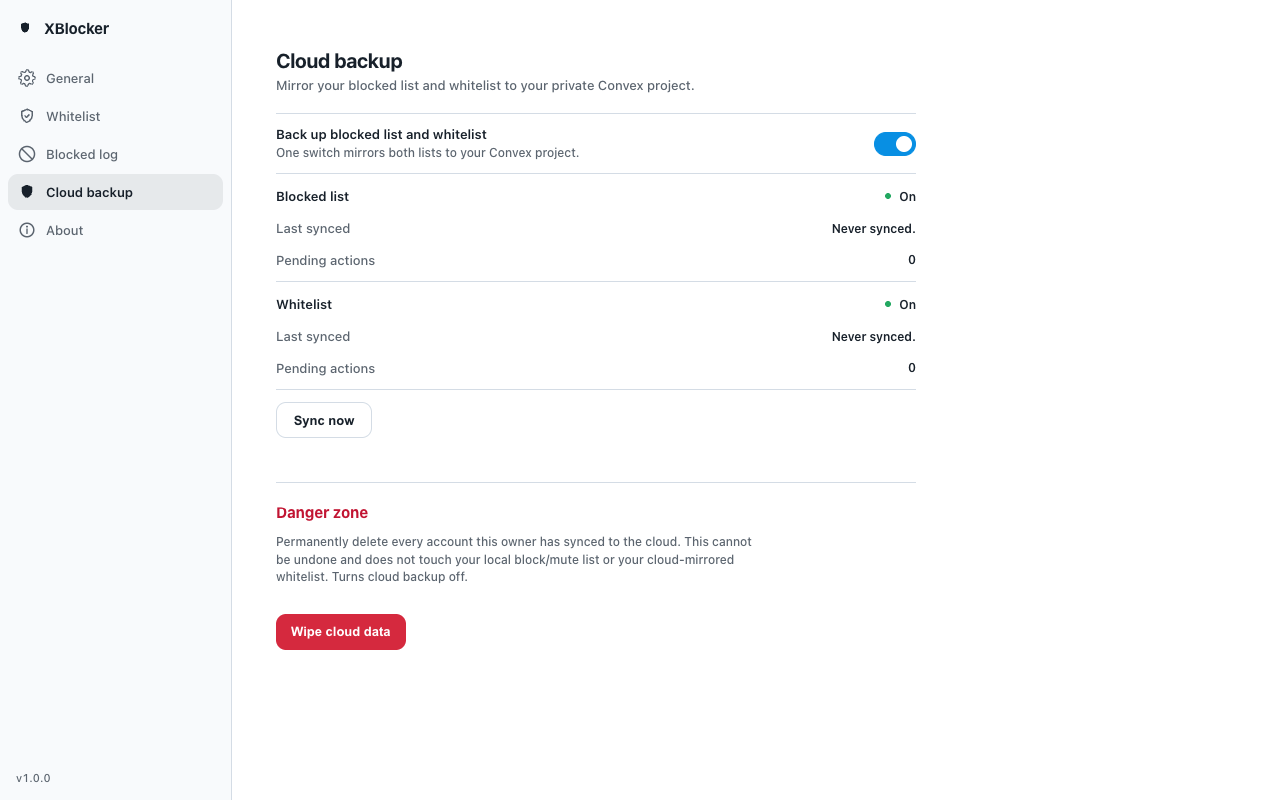 XBlocker
General
Whitelist
Blocked log
Cloud backup
About
v1.0.0
Cloud backup
Mirror your blocked list and whitelist to your private Convex project.
Back up blocked list and whitelist
One switch mirrors both lists to your Convex project.
Blocked list
On
Last synced
Never synced.
Pending actions
0
Whitelist
On
Last synced
Never synced.
Pending actions
0
Sync now
Danger zone
Permanently delete every account this owner has synced to the cloud. This cannot
be undone and does not touch your local block/mute list or your cloud-mirrored
whitelist. Turns cloud backup off.
Wipe cloud data